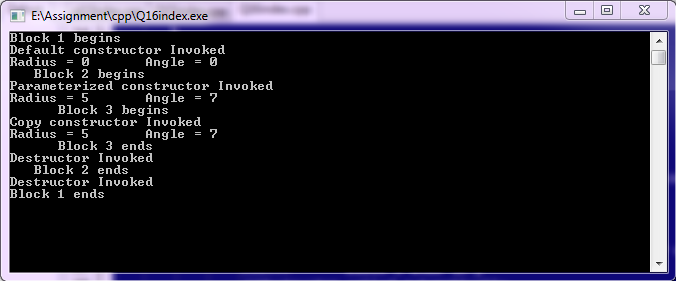 E:\Assignment\cpp\Q16index.exe
Block 1 begins
Default constructor Invoked
Radius = 0       Angle = 0
   Block 2 begins
Parameterized constructor Invoked
Radius = 5       Angle = 7
      Block 3 begins
Copy constructor Invoked
Radius = 5       Angle = 7
      Block 3 ends
Destructor Invoked
   Block 2 ends
Destructor Invoked
Block 1 ends